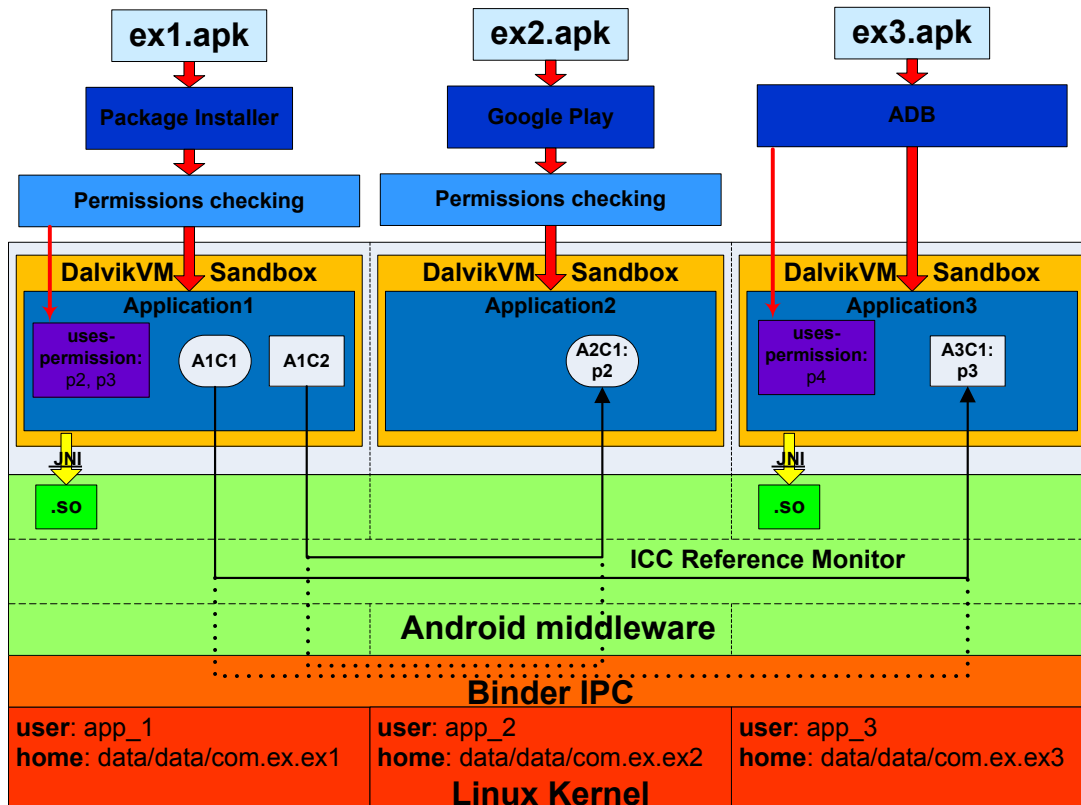 ex1.apk
ex2.apk
ex3.apk
Package Installer
Google Play
ADB
Permissions checking
Permissions checking
DalvikVM Sandbox
DalvikVM Sandbox
DalvikVM Sandbox
Application1
Application2
Application3
uses-
permission:
p2, p3
A1C1
A1C2
A2C1:
p2
uses-
permission:
p4
A3C1:
p3
JNI
JNI
.so
.so
ICC Reference Monitor
Android middleware
Binder IPC
user: app_1
home: data/data/com.ex.ex1
user: app_2
home: data/data/com.ex.ex2
user: app_3
home: data/data/com.ex.ex3
Linux Kernel